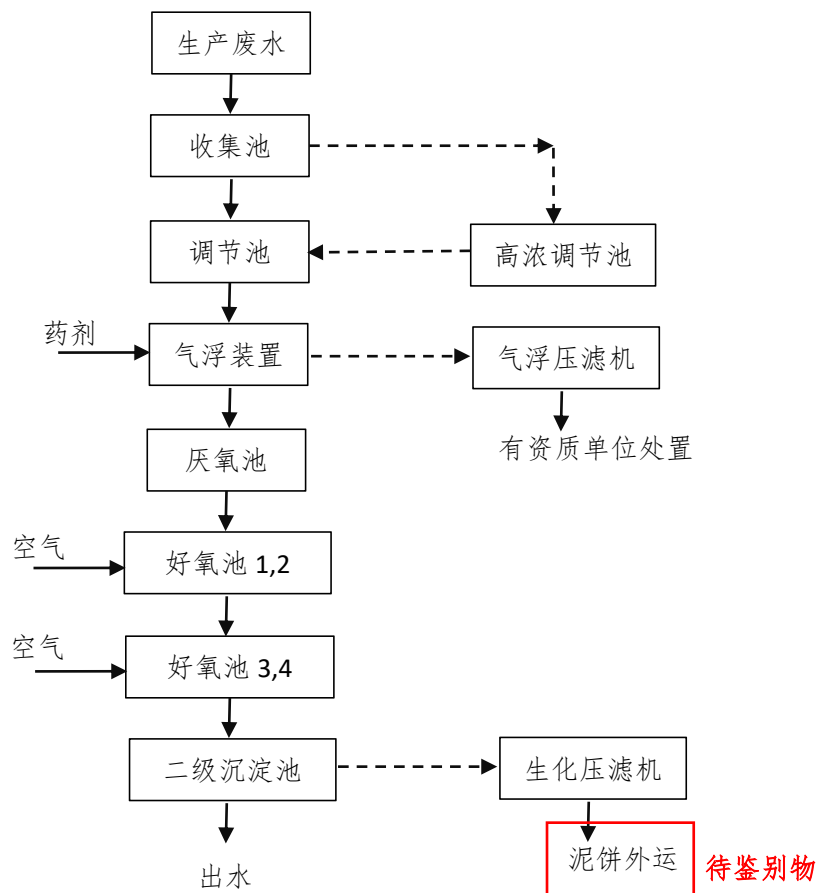 生产废水
收集池
调节池
高浓调节池
药剂
气浮装置
气浮压滤机
有资质单位处置
厌氧池
空气
好氧池 1,2
空气
好氧池 3,4
二级沉淀池
生化压滤机
泥饼外运
待鉴别物
出水